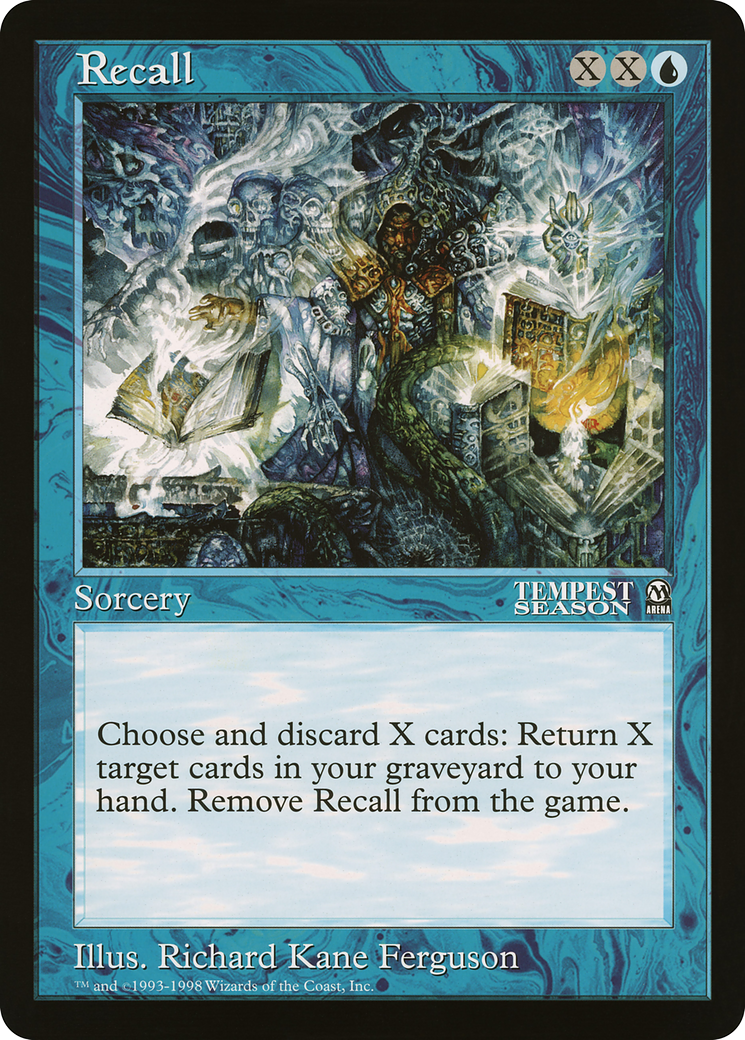 Recall
X X
Sorcery
TEMPEST
SEASON
ARENA
Choose and discard X cards: Return X
target cards in your graveyard to your
hand. Remove Recall from the game.
Illus. Richard Kane Ferguson
™ and ©1993-1998 Wizards of the Coast, Inc.